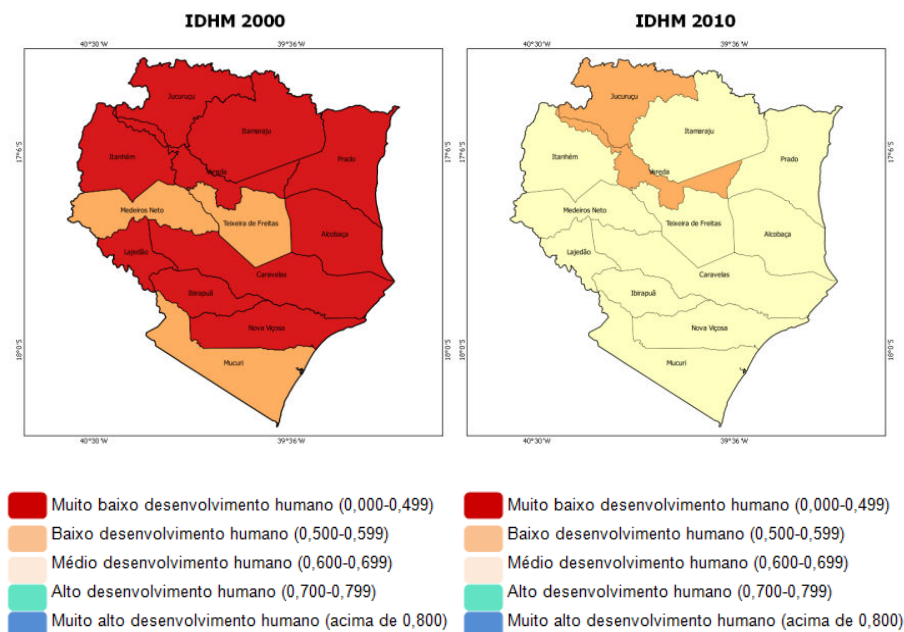 IDHM 2000
40°30 W
39°36 W
17°6'S
18°0'S
Jucuruçu
Itamaraju
Itanhém
Prado
Vereda
Medeiros Neto
Teixeira de Freitas
Alcobaça
Lajedão
Caravelas
Ibirapuã
Nova Viçosa
Mucuri
40°30 W
39°36 W
IDHM 2010
40°30 W
39°36 W
17°6'S
17°6'S
18°0'S
18°0'S
Jucuruçu
Itamaraju
Itanhém
Prado
Vereda
Medeiros Neto
Teixeira de Freitas
Alcobaça
Lajedão
Caravelas
Ibirapuã
Nova Viçosa
Mucuri
40°30 W
39°36 W
17°6'S
18°0'S
Muito baixo desenvolvimento humano (0,000-0,499)
Baixo desenvolvimento humano (0,500-0,599)
Médio desenvolvimento humano (0,600-0,699)
Alto desenvolvimento humano (0,700-0,799)
Muito alto desenvolvimento humano (acima de 0,800)
Muito baixo desenvolvimento humano (0,000-0,499)
Baixo desenvolvimento humano (0,500-0,599)
Médio desenvolvimento humano (0,600-0,699)
Alto desenvolvimento humano (0,700-0,799)
Muito alto desenvolvimento humano (acima de 0,800)